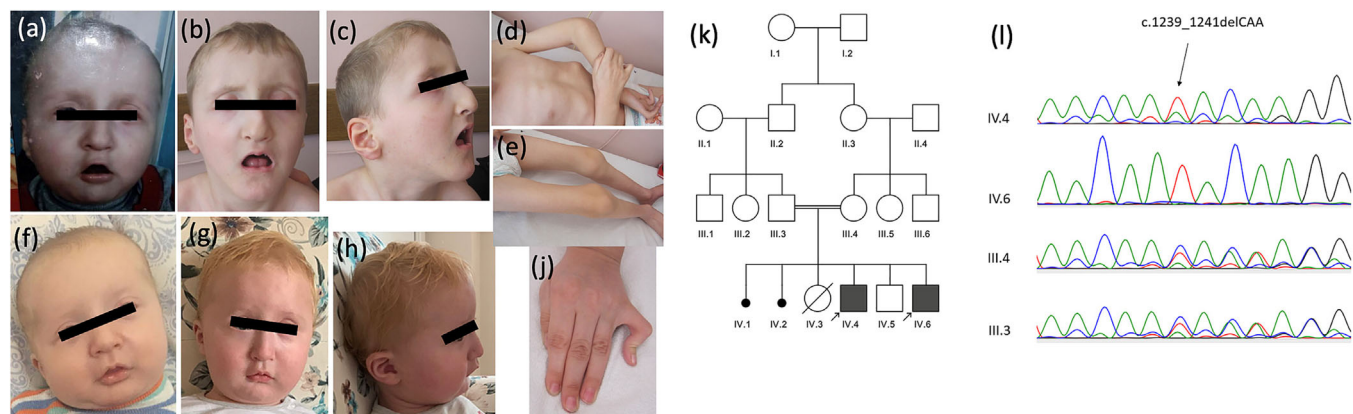 (a)
(b)
(c)
(d)
(e)
(f)
(g)
(h)
(j)
(k)
I.1 I.2
II.1 II.2 II.3 II.4
III.1 III.2 III.3 III.4 III.5 III.6
IV.1 IV.2 IV.3 IV.4 IV.5 IV.6
(l)
c.1239_1241delCAA
IV.4
IV.6
III.4
III.3